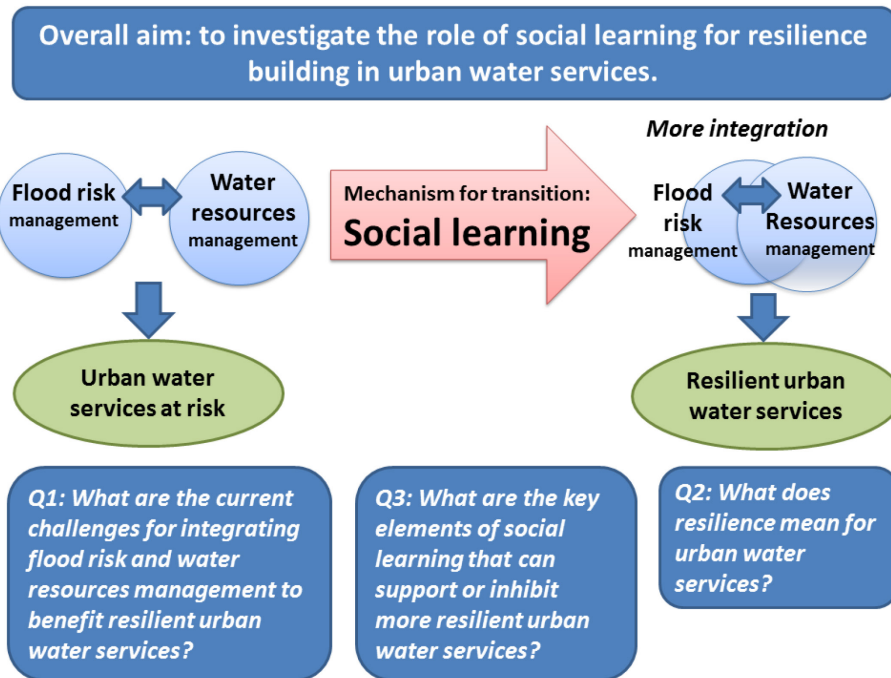 Overall aim: to investigate the role of social learning for resilience
building in urban water services.
Flood risk
management
Water
resources
management
Mechanism for transition:
Social learning
More integration
Flood
risk
management
Water
Resources
management
Urban water
services at risk
Resilient urban
water services
Q1: What are the current
challenges for integrating
flood risk and water
resources management to
benefit resilient urban
water services?
Q3: What are the key
elements of social
learning that can
support or inhibit
more resilient urban
water services?
Q2: What does
resilience mean for
urban water
services?